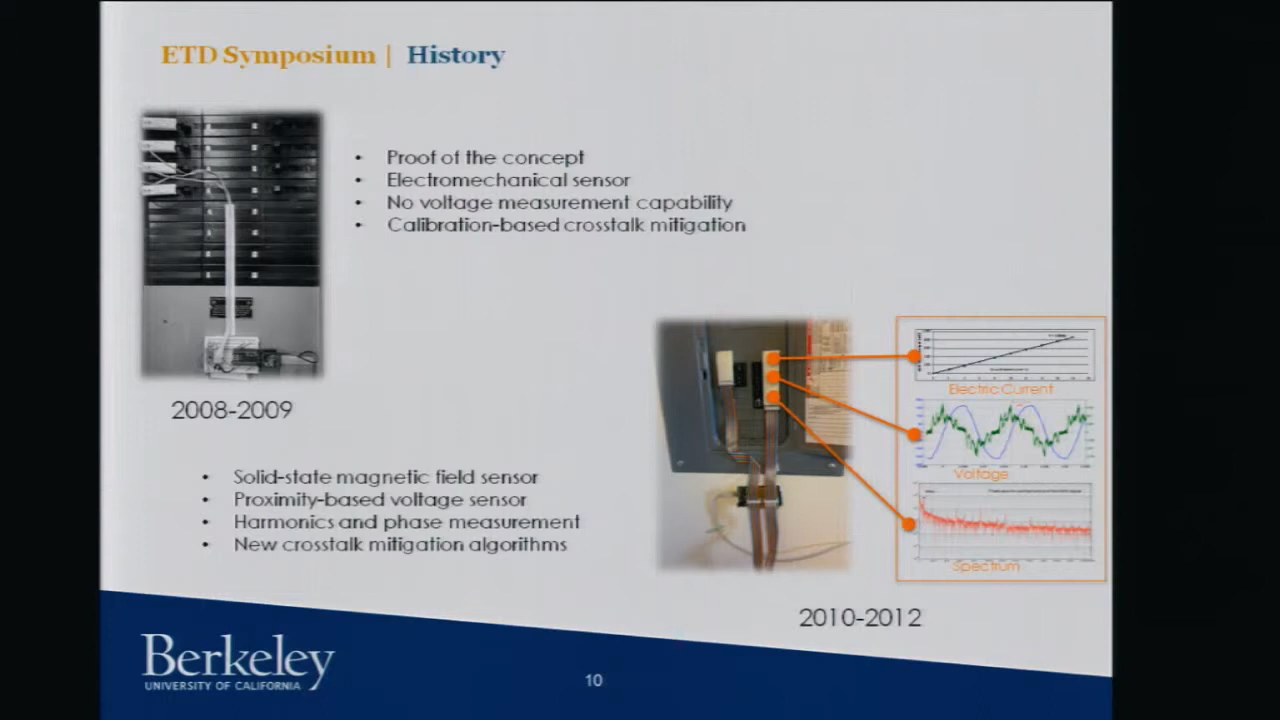 ETD Symposium | History
• Proof of the concept
• Electromechanical sensor
• No voltage measurement capability
• Calibration-based crosstalk mitigation
2008-2009
• Solid-state magnetic field sensor
• Proximity-based voltage sensor
• Harmonics and phase measurement
• New crosstalk mitigation algorithms
Electric Current
Voltage
Spectrum
2010-2012
Berkeley
UNIVERSITY OF CALIFORNIA
10